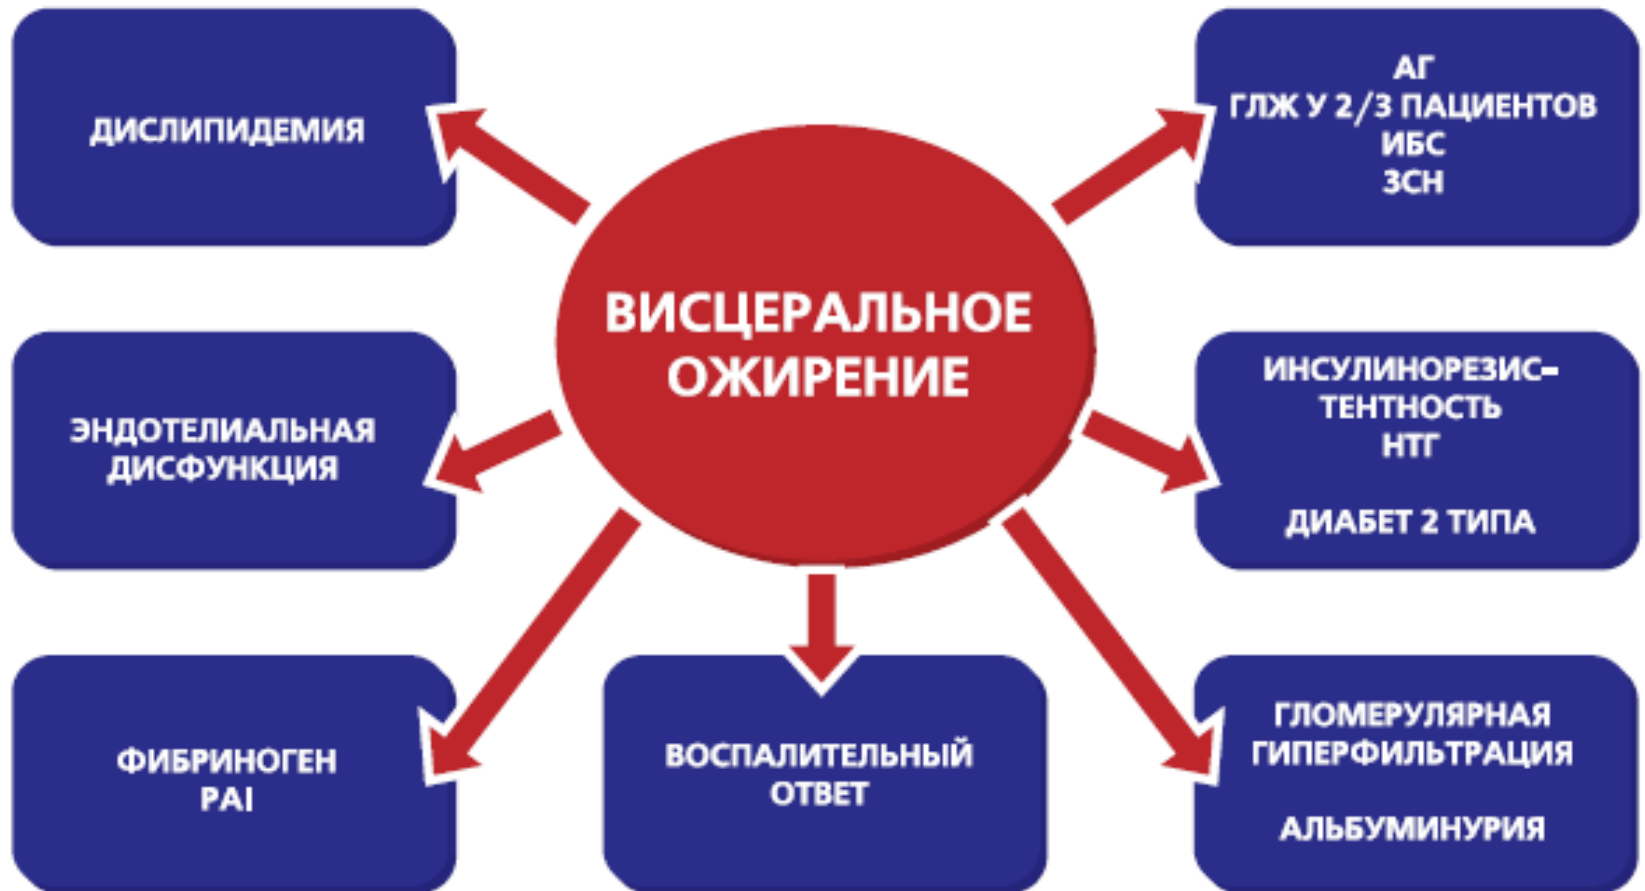 ДИСЛИПИДЕМИЯ
АГ
ГЛЖ У 2/3 ПАЦИЕНТОВ
ИБС
ЗСН
ВИСЦЕРАЛЬНОЕ
ОЖИРЕНИЕ
ЭНДОТЕЛИАЛЬНАЯ
ДИСФУНКЦИЯ
ИНСУЛИНОРЕЗИС-
ТЕНТНОСТЬ
НТГ
ДИАБЕТ 2 ТИПА
ФИБРИНОГЕН
PAI
ВОСПАЛИТЕЛЬНЫЙ
ОТВЕТ
ГЛОМЕРУЛЯРНАЯ
ГИПЕРФИЛЬТРАЦИЯ
АЛЬБУМИНУРИЯ